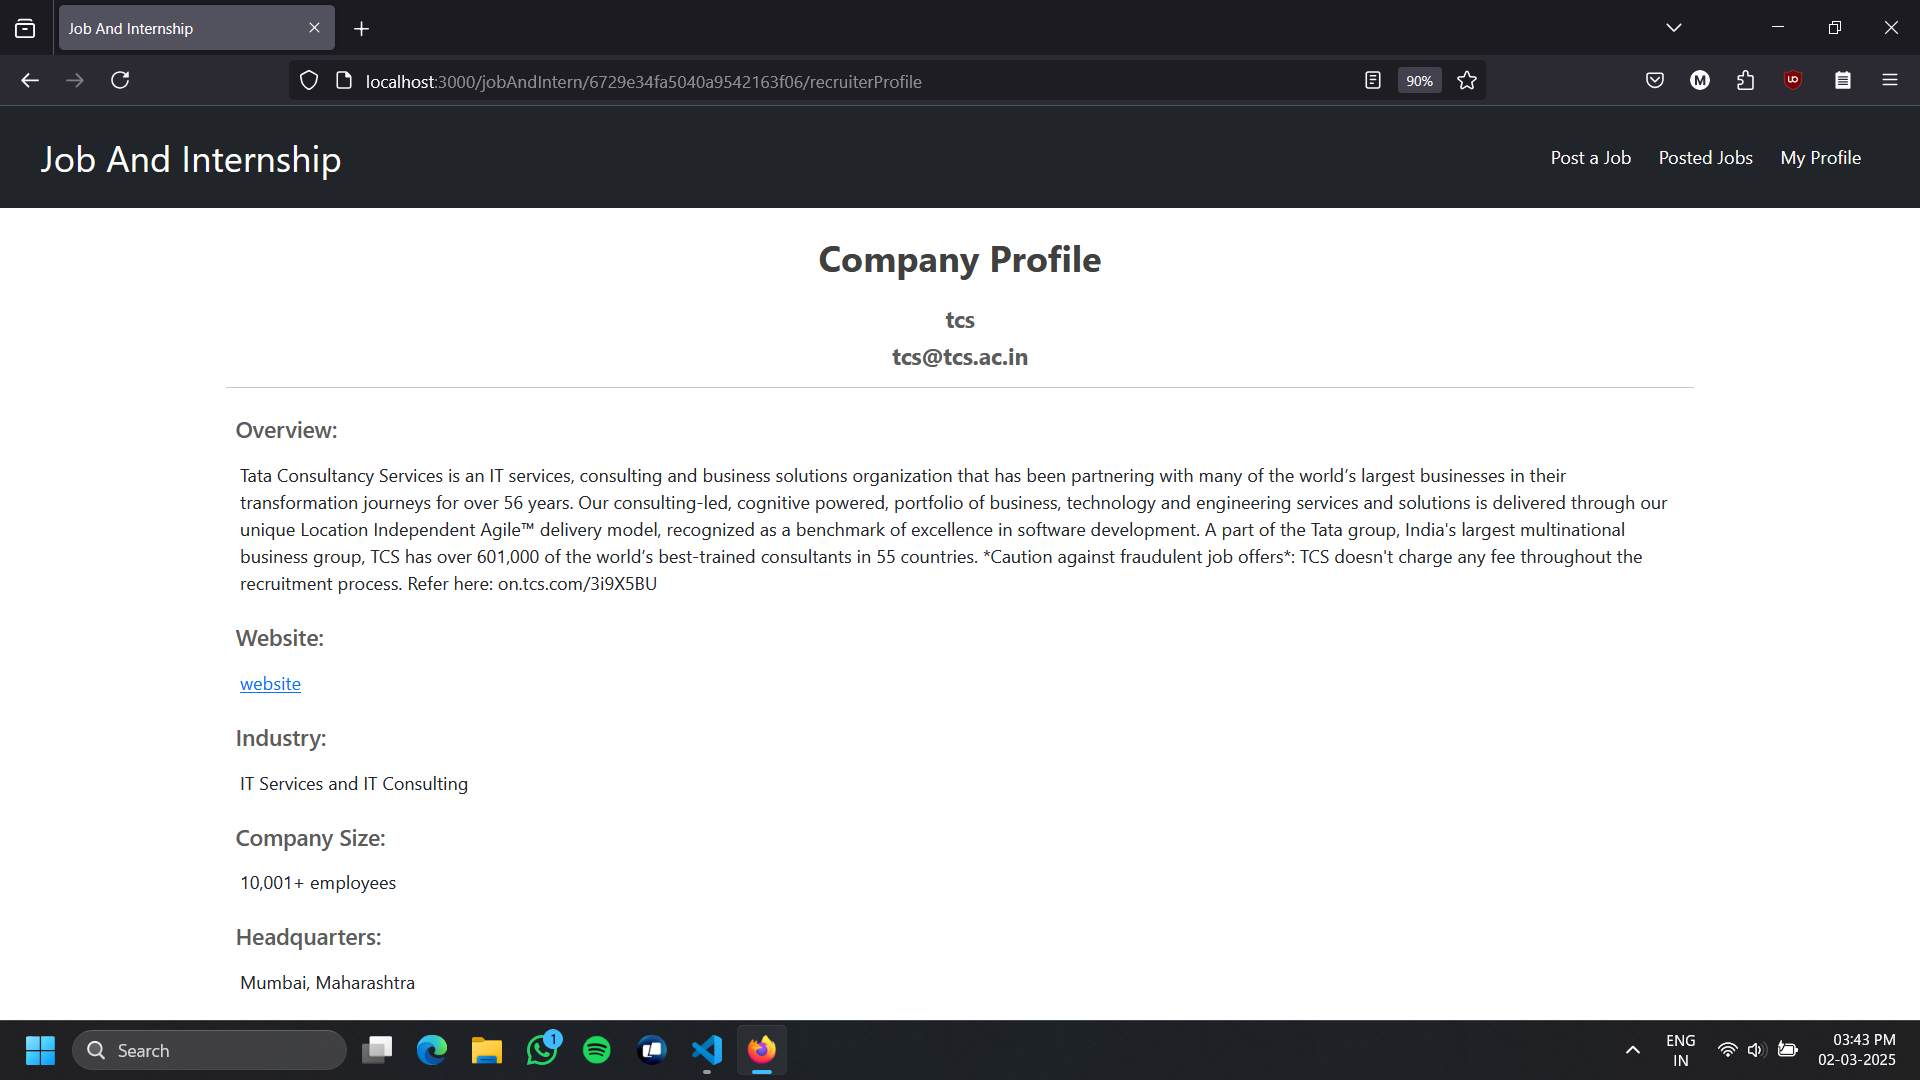 Job And Internship
localhost:3000/jobAndIntern/6729e34fa5040a9542163f06/recruiterProfile
90%
M
Job And Internship
Post a Job
Posted Jobs
My Profile
Company Profile
tcs
tcs@tcs.ac.in
Overview:
Tata Consultancy Services is an IT services, consulting and business solutions organization that has been partnering with many of the world’s largest businesses in their
transformation journeys for over 56 years. Our consulting-led, cognitive powered, portfolio of business, technology and engineering services and solutions is delivered through our
unique Location Independent Agile™ delivery model, recognized as a benchmark of excellence in software development. A part of the Tata group, India's largest multinational
business group, TCS has over 601,000 of the world’s best-trained consultants in 55 countries. *Caution against fraudulent job offers*: TCS doesn't charge any fee throughout the
recruitment process. Refer here: on.tcs.com/3i9X5BU
Website:
website
Industry:
IT Services and IT Consulting
Company Size:
10,001+ employees
Headquarters:
Mumbai, Maharashtra
Search
1
ENG
IN
03:43 PM
02-03-2025